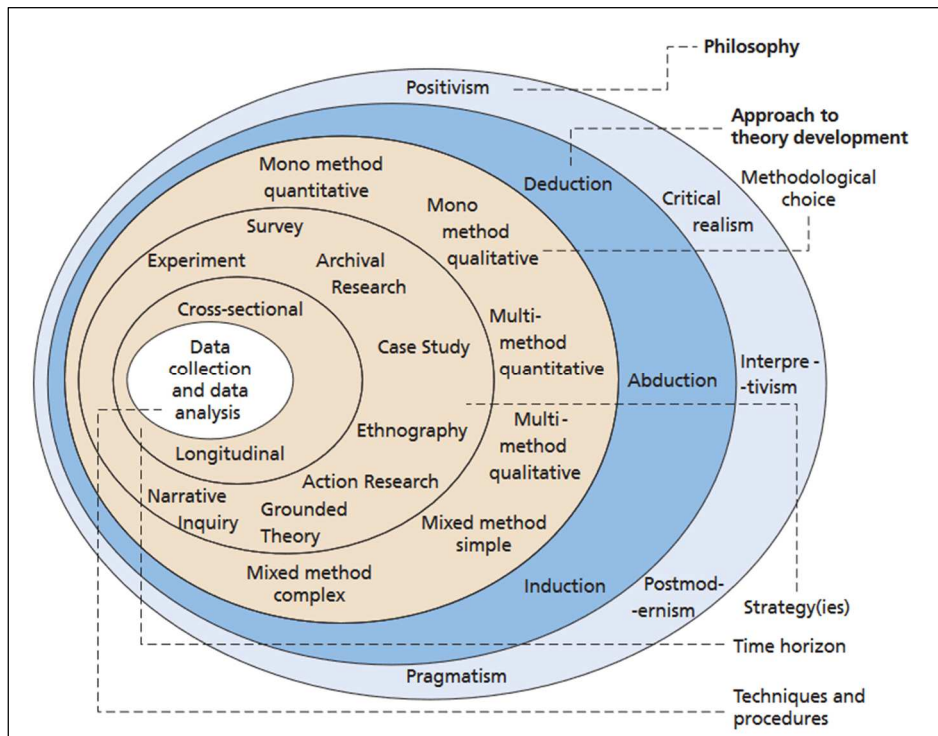 Philosophy
Positivism
Approach to
theory development
Mono method
quantitative
Deduction
Methodological
choice
Mono
method
qualitative
Critical
realism
Survey
Experiment
Archival
Research
Cross-sectional
Multi-
method
quantitative
Data
collection
and data
analysis
Case Study
Abduction
Interpre -
-tivism
Ethnography
Multi-
method
qualitative
Longitudinal
Action Research
Narrative
Inquiry
Grounded
Theory
Mixed method
simple
Mixed method
complex
Induction
Postmod-
-ernism
Strategy(ies)
Time horizon
Pragmatism
Techniques and
procedures